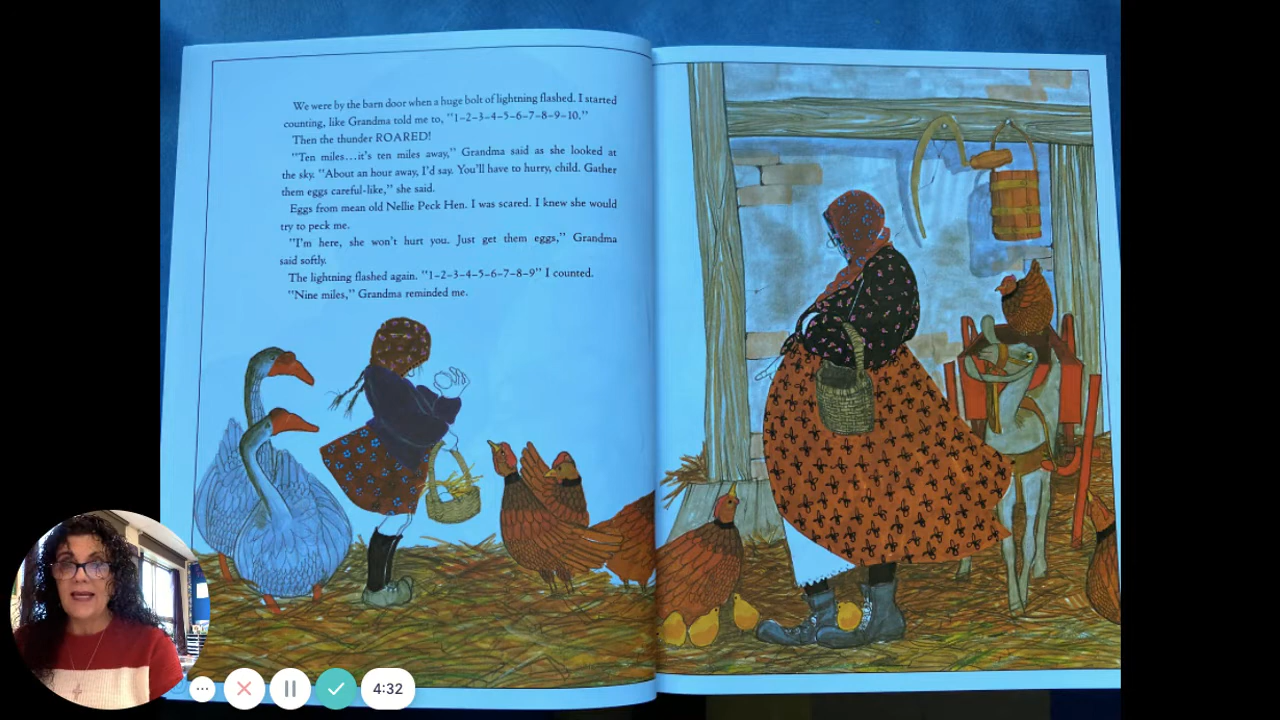 We were by the barn door when a huge bolt of lightning flashed. I started
counting, like Grandma told me to, "1–2–3–4–5–6–7–8–9–10."
Then the thunder ROARED!
"Ten miles...it's ten miles away," Grandma said as she looked at
the sky. "About an hour away, I'd say. You'll have to hurry, child. Gather
them eggs careful-like," she said.
Eggs from mean old Nellie Peck Hen. I was scared. I knew she would
try to peck me.
"I'm here, she won't hurt you. Just get them eggs," Grandma
said softly.
The lightning flashed again. "1–2–3–4–5–6–7–8–9" I counted.
"Nine miles," Grandma reminded me.
4:32